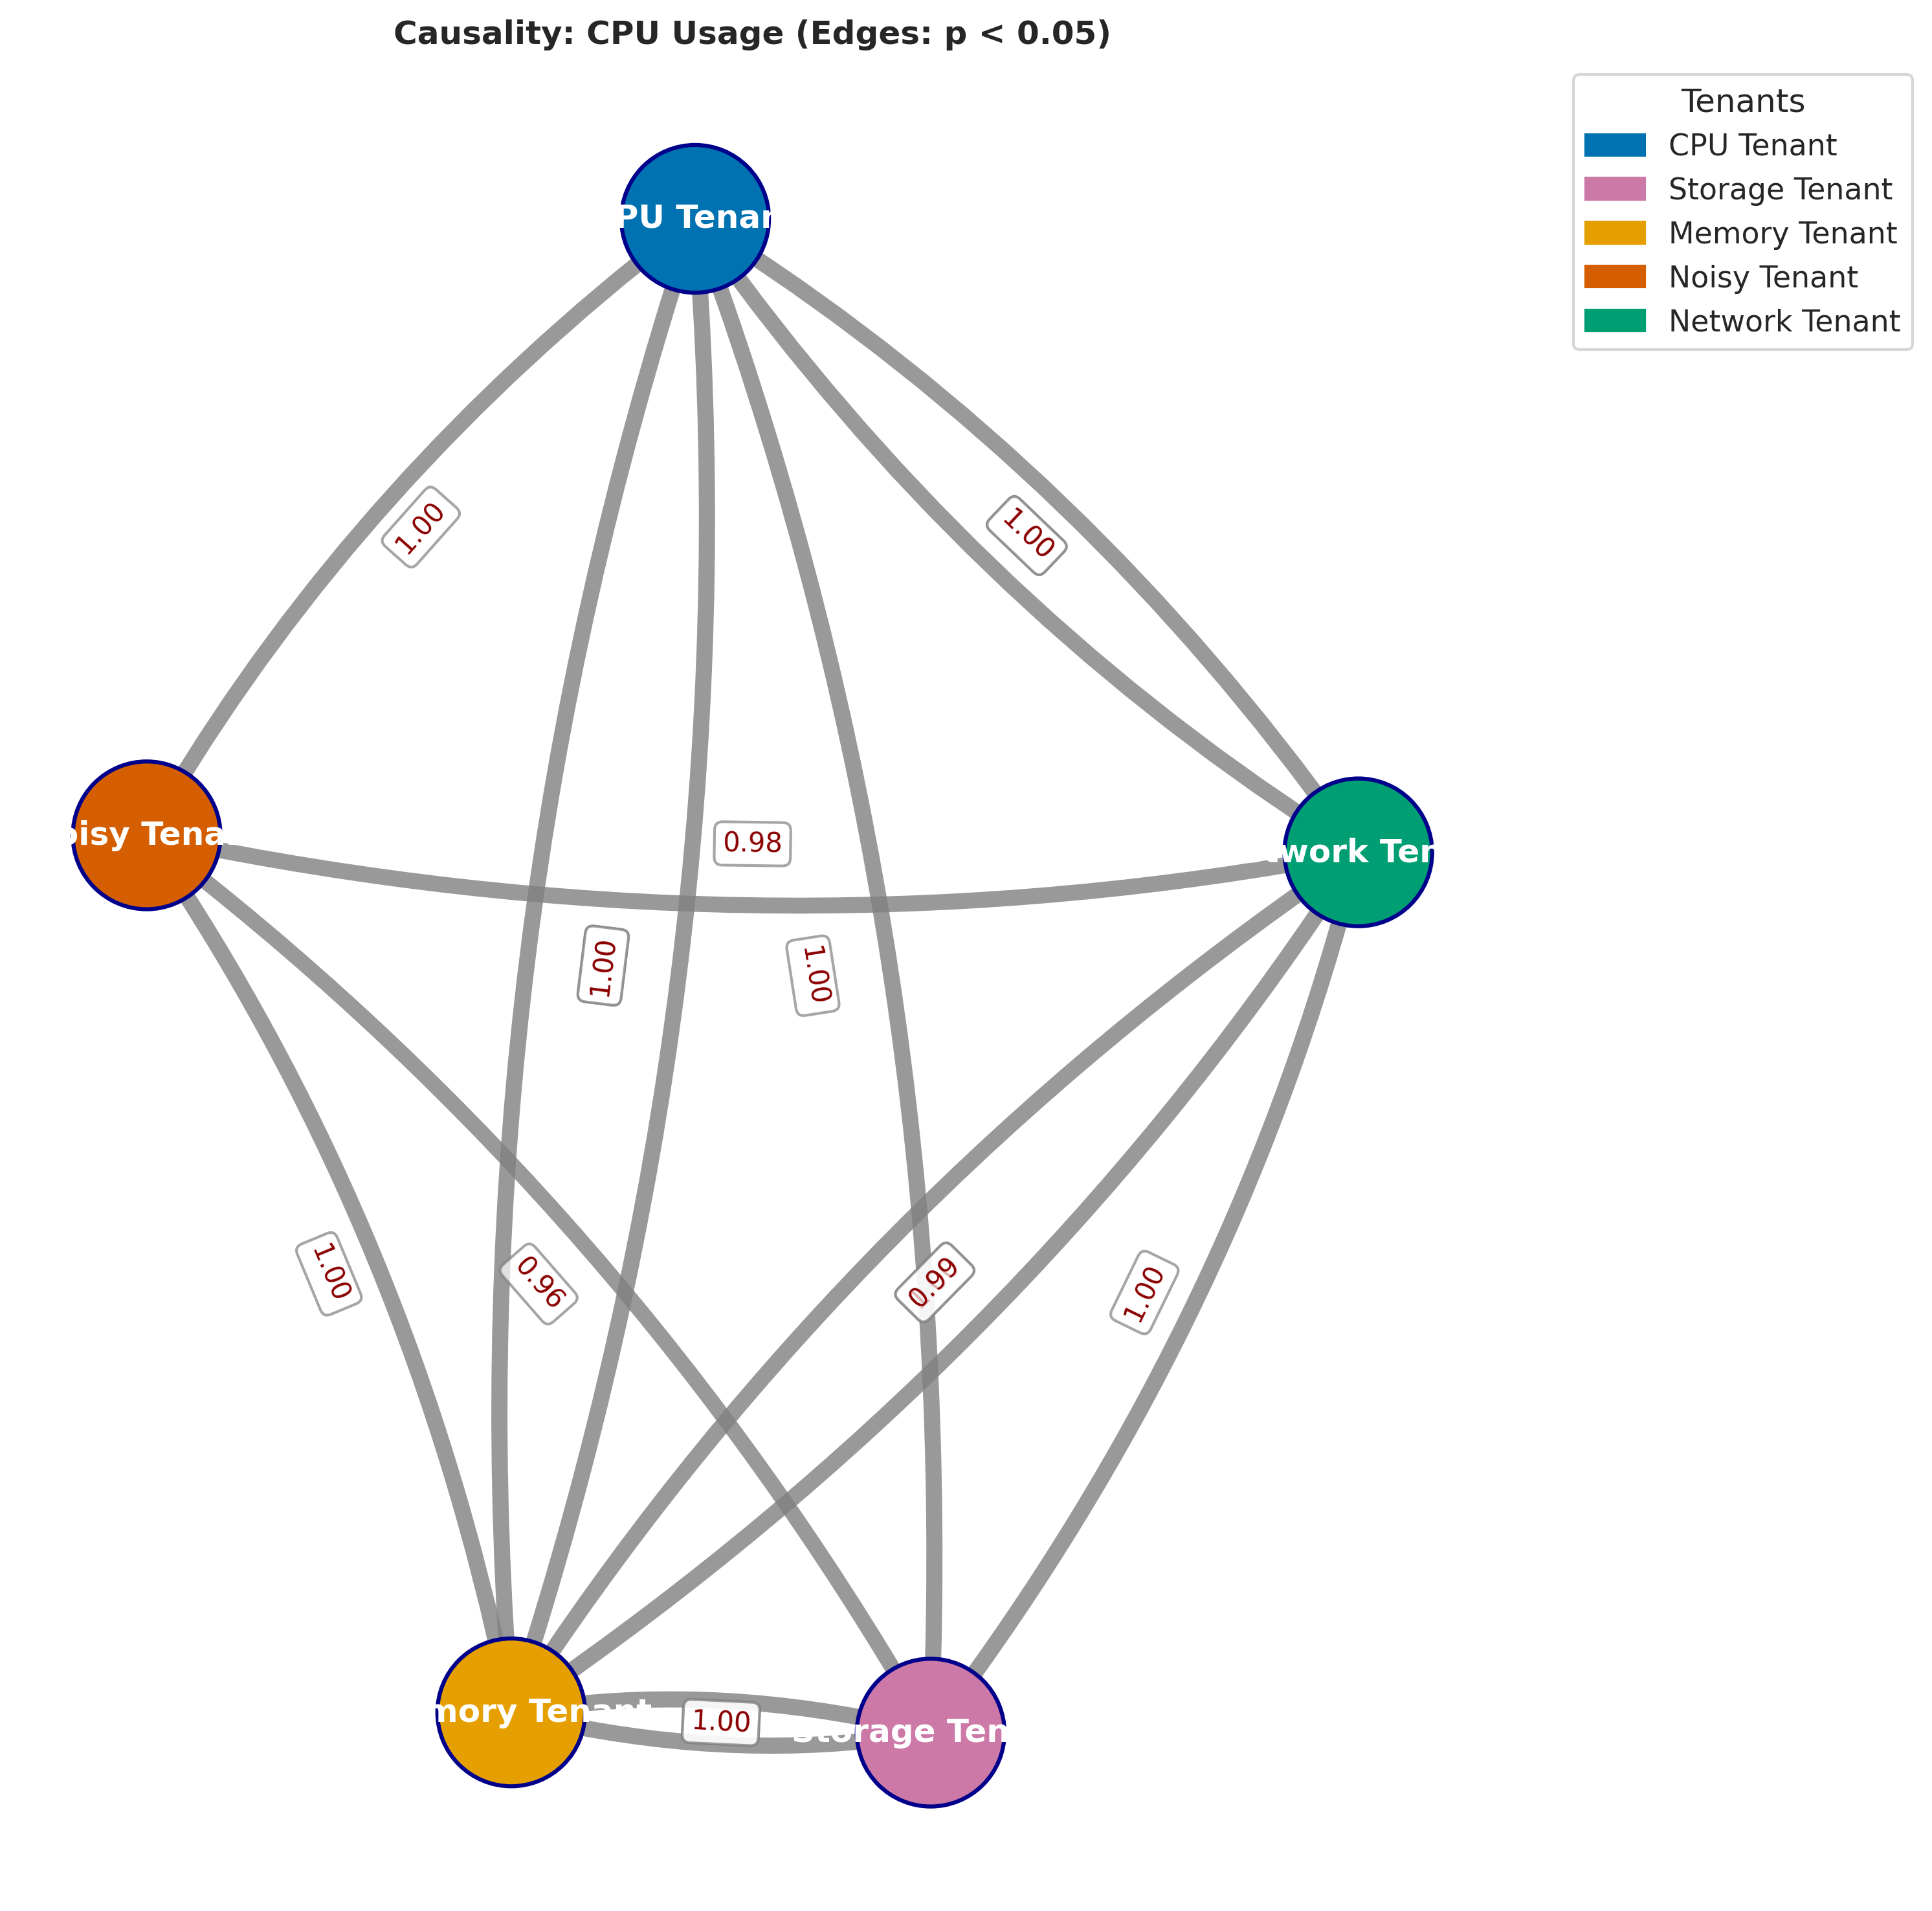 Causality: CPU Usage (Edges: p < 0.05)
Tenants
CPU Tenant
Storage Tenant
Memory Tenant
Noisy Tenant
Network Tenant
PU Tenan
1.00
1.00
oisy Tena
0.98
work Ten
1.00
1.00
1.00
0.96
0.99
1.00
mory Tenant
1.00
Storage Ten